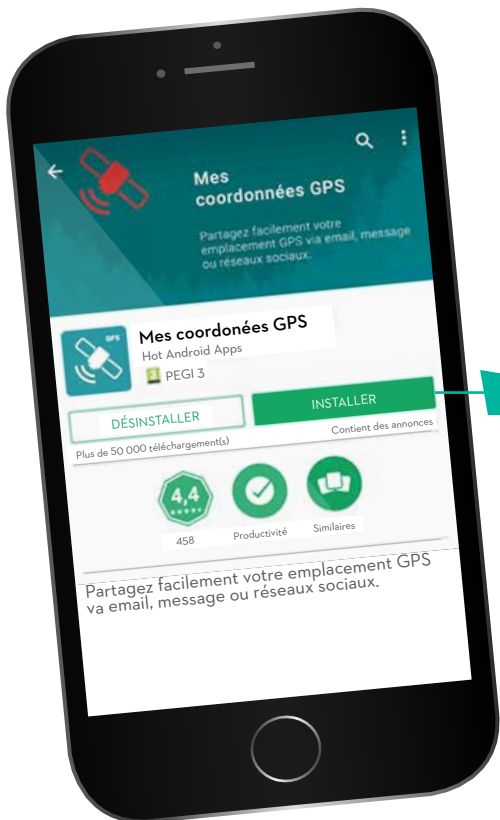 Mes
coordonnées GPS
Partagez facilement votre
emplacement GPS via email, message
ou réseaux sociaux.
GPS
Mes coordonées GPS
Hot Android Apps
3 PEGI 3
DÉSINSTALLER
INSTALLER
Plus de 50 000 téléchargement(s)
Contient des annonces
4,4
458
Productivité
Similaires
Partagez facilement votre emplacement GPS
va email, message ou réseaux sociaux.